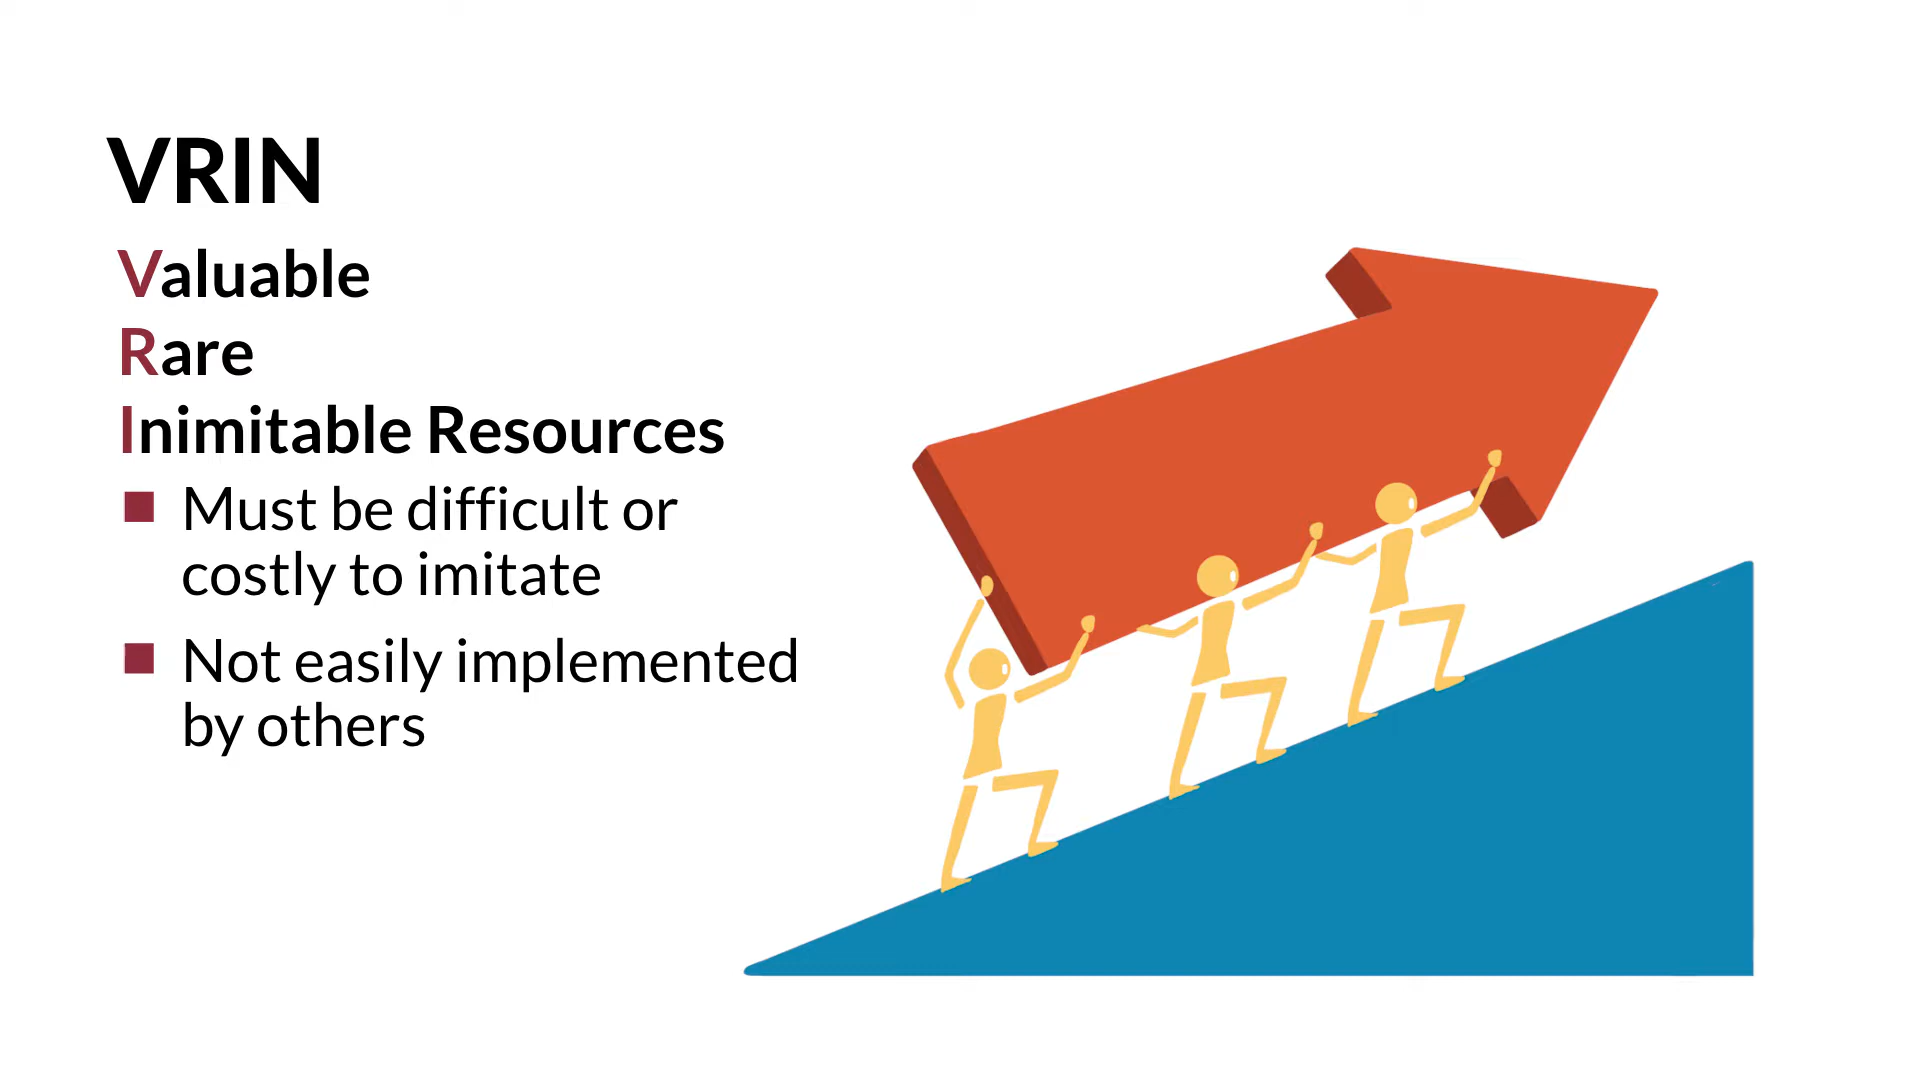 VRIN
Valuable
Rare
Inimitable Resources
Must be difficult or
costly to imitate
Not easily implemented
by others